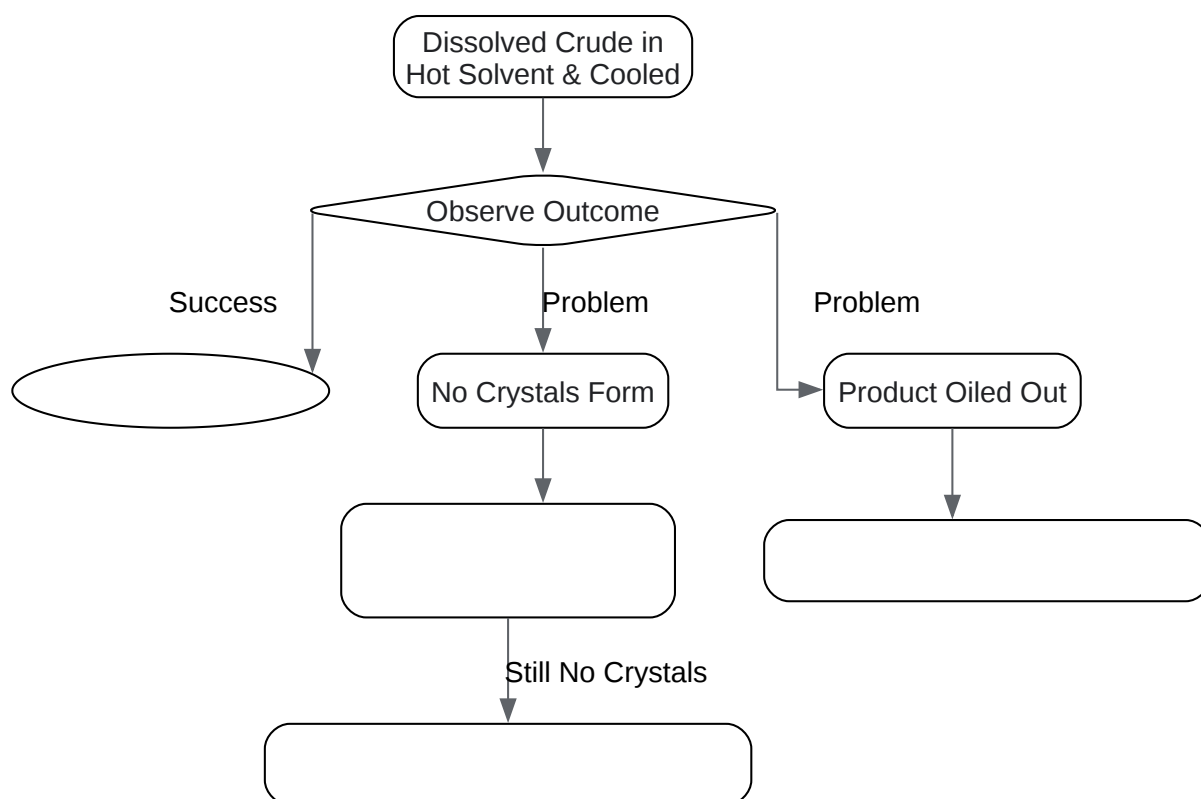 Dissolved Crude in
Hot Solvent & Cooled
Observe Outcome
Success
Problem
Problem
No Crystals Form
Product Oiled Out
Still No Crystals